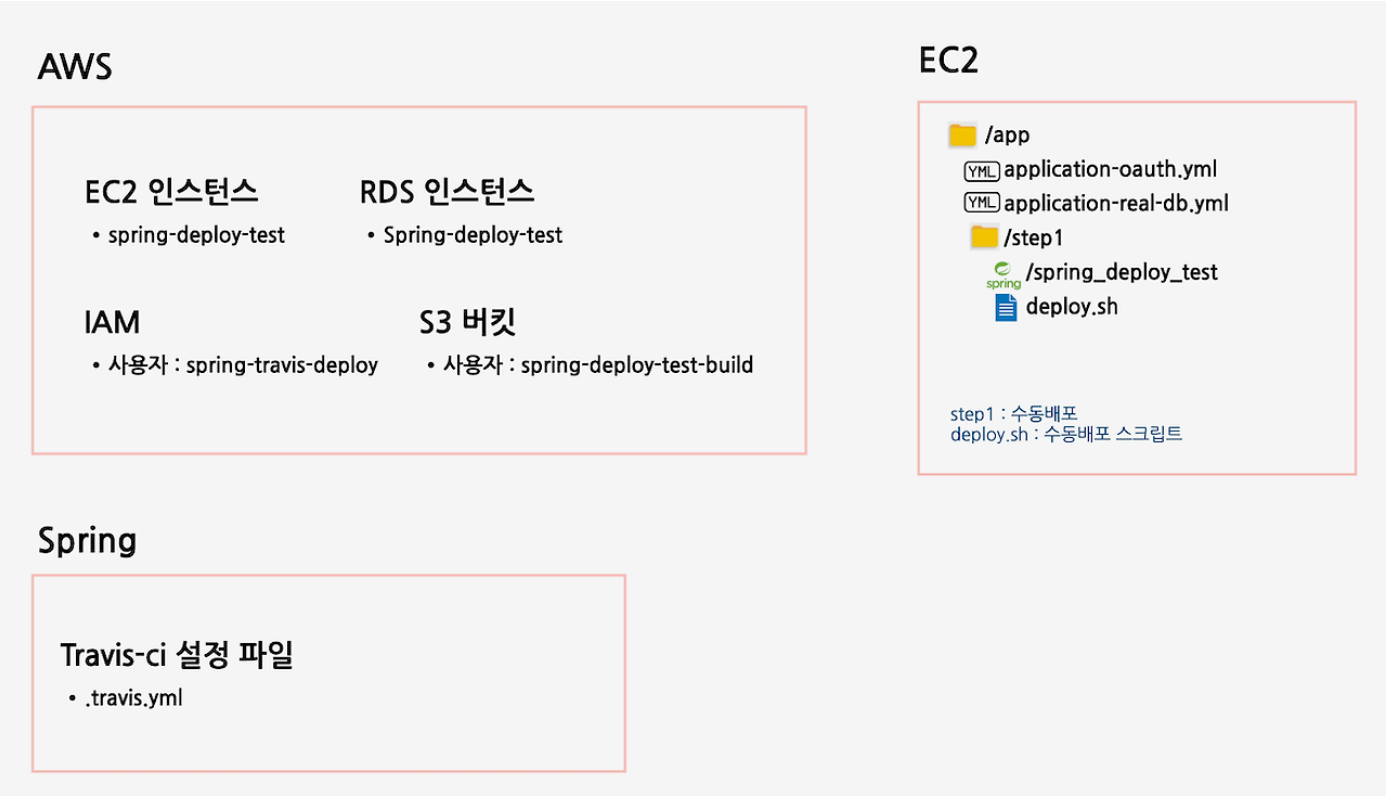 AWS
EC2 인스턴스
• spring-deploy-test
RDS 인스턴스
• Spring-deploy-test
IAM
• 사용자 : spring-travis-deploy
S3 버킷
• 사용자 : spring-deploy-test-build
EC2
/app
YML application-oauth.yml
YML application-real-db.yml
/step1
spring /spring_deploy_test
deploy.sh
step1 : 수동배포
deploy.sh : 수동배포 스크립트
Spring
Travis-ci 설정 파일
• .travis.yml